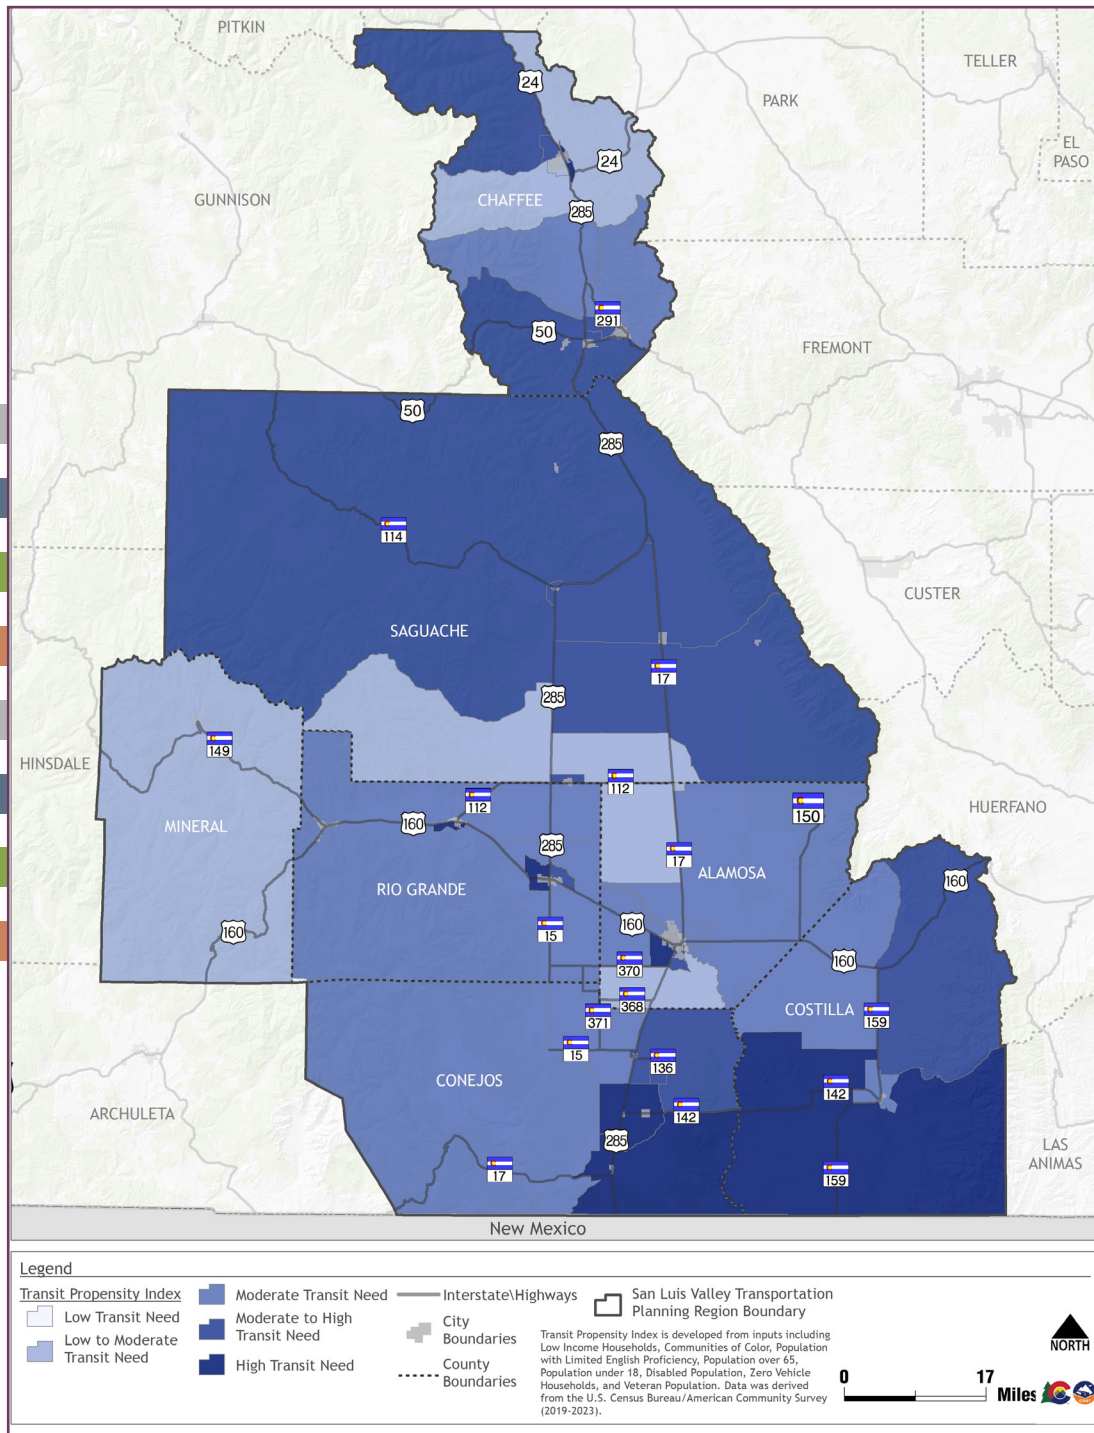 PITKIN
TELLER
24
PARK
EL
PASO
24
GUNNISON
CHAFFEE
285
291
50
FREMONT
50
285
114
CUSTER
SAGUACHE
17
285
149
HINSDALE
112
112
150
HUERFANO
160
MINERAL
285
17
ALAMOSA
RIO GRANDE
160
160
15
160
370
160
368
COSTILLA
159
371
15
136
CONEJOS
142
142
ARCHULETA
285
LAS
ANIMAS
17
159
New Mexico
Legend
Transit Propensity Index
Low Transit Need
Low to Moderate
Transit Need
Moderate Transit Need
Moderate to High
Transit Need
High Transit Need
Interstate\Highways
City
Boundaries
County
Boundaries
San Luis Valley Transportation
Planning Region Boundary
Transit Propensity Index is developed from inputs including
Low Income Households, Communities of Color, Population
with Limited English Proficiency, Population over 65,
Population under 18, Disabled Population, Zero Vehicle
Households, and Veteran Population. Data was derived
from the U.S. Census Bureau/American Community Survey
(2019-2023).
NORTH
0 17
Miles